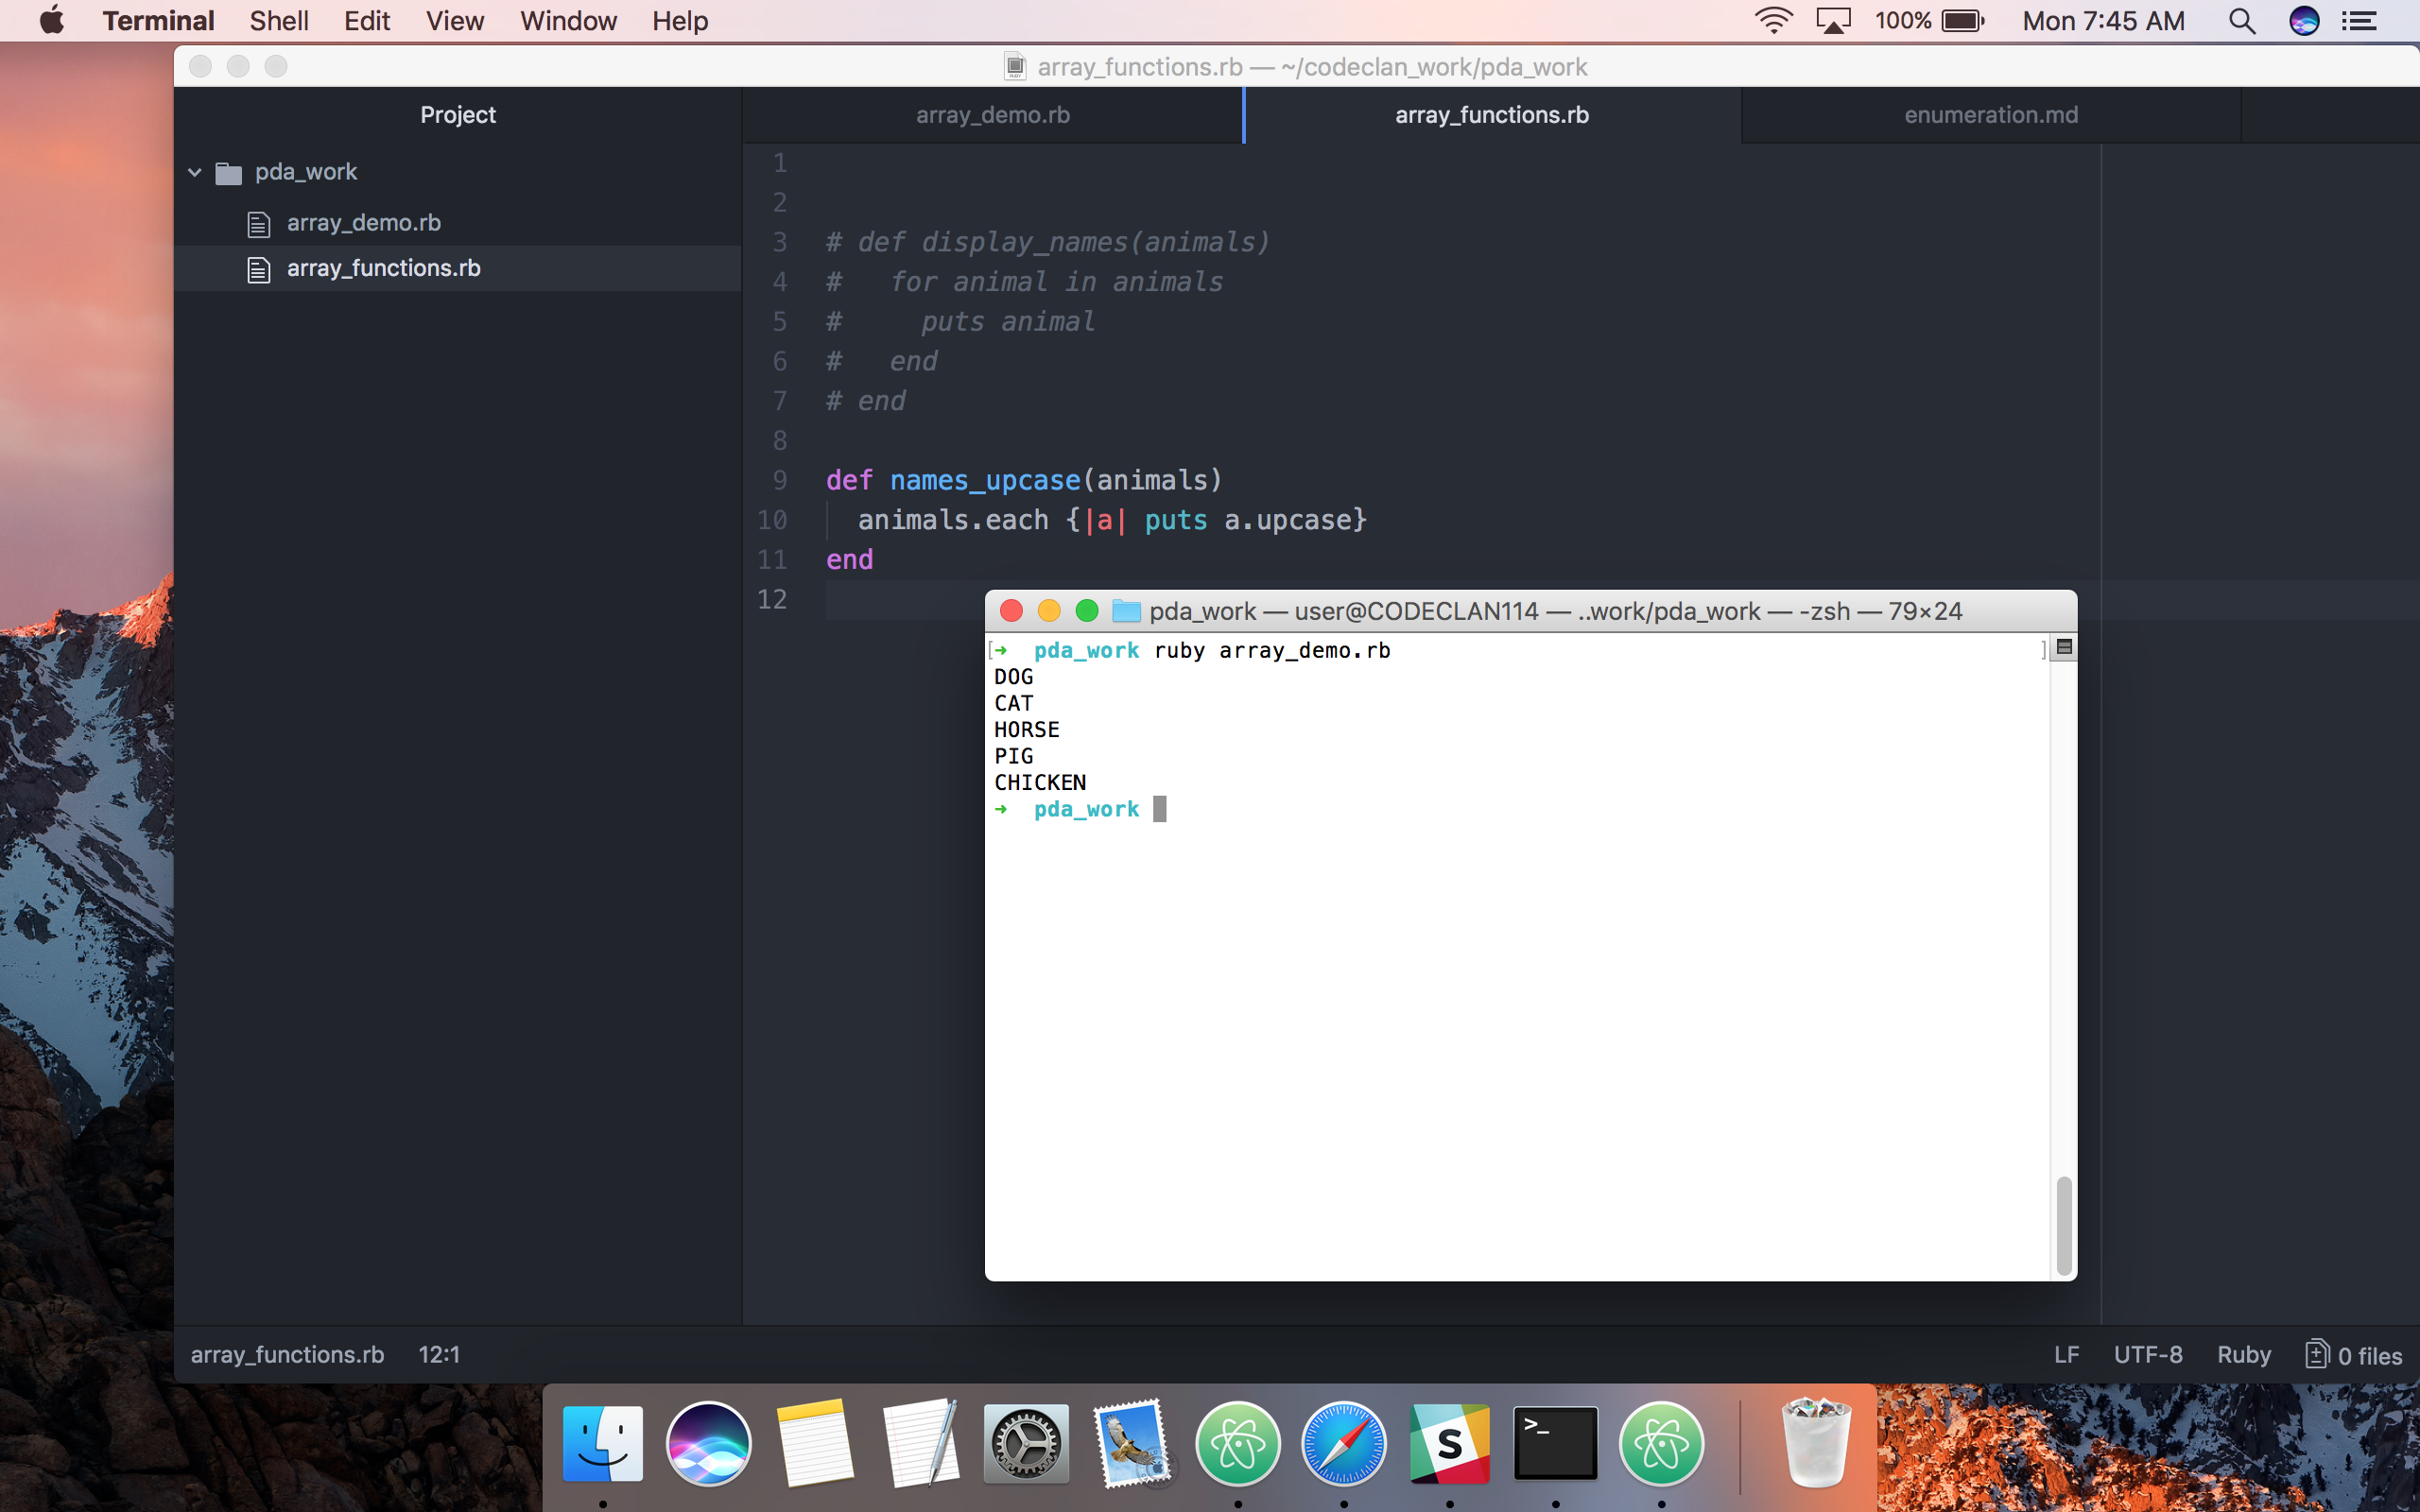 Terminal Shell Edit View Window Help 100% Mon 7:45 AM
array_functions.rb — ~/codeclan_work/pda_work
Project
array_demo.rb array_functions.rb enumeration.md
pda_work
array_demo.rb
array_functions.rb
1
2
3 # def display_names(animals)
4 #   for animal in animals
5 #     puts animal
6 #   end
7 # end
8
9 def names_upcase(animals)
10   animals.each {|a| puts a.upcase}
11 end
12
pda_work — user@CODECLAN114 — ..work/pda_work — -zsh — 79×24
[➜  pda_work ruby array_demo.rb ]
DOG
CAT
HORSE
PIG
CHICKEN
➜  pda_work
array_functions.rb 12:1 LF UTF-8 Ruby 0 files
S >_